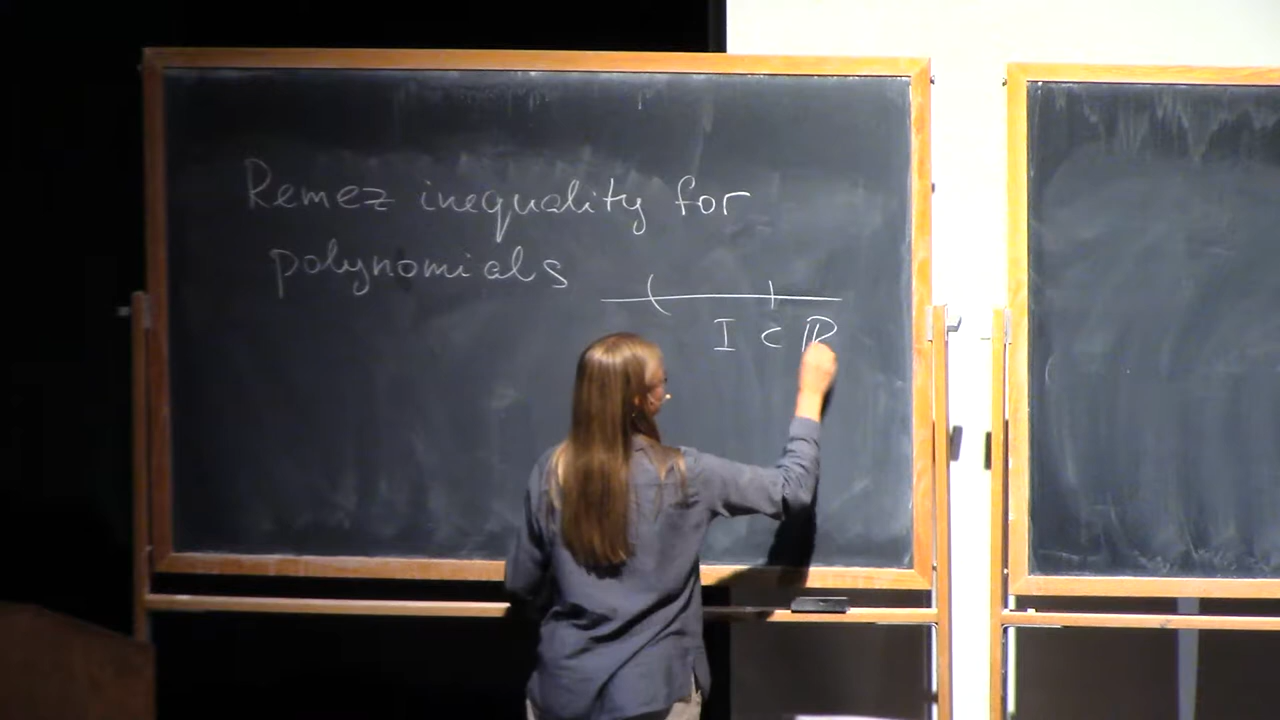 Remez inequality for
polynomials
I ⊂ ℝ